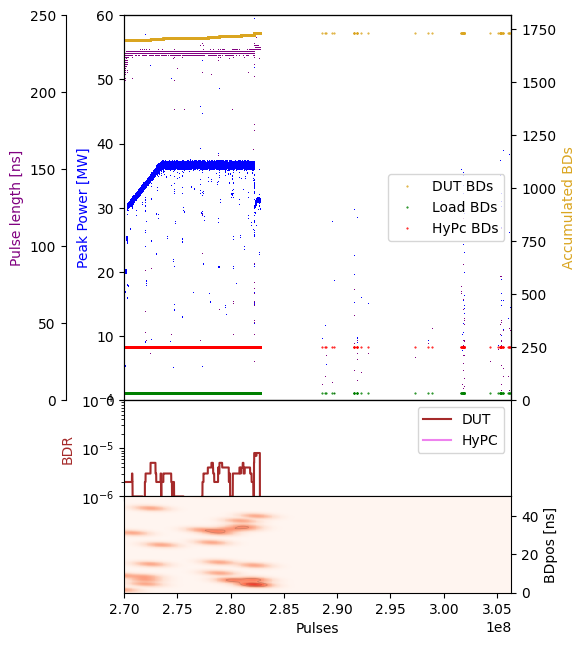 250
200
150
100
50
0
Pulse length [ns]
60
50
40
30
20
10
Peak Power [MW]
1750
1500
1250
1000
750
500
250
0
Accumulated BDs
DUT BDs
Load BDs
HyPc BDs
10⁻⁵
10⁻⁶
BDR
DUT
HyPC
40
20
0
BDpos [ns]
2.70
2.75
2.80
2.85
2.90
2.95
3.00
3.05
1e8
Pulses